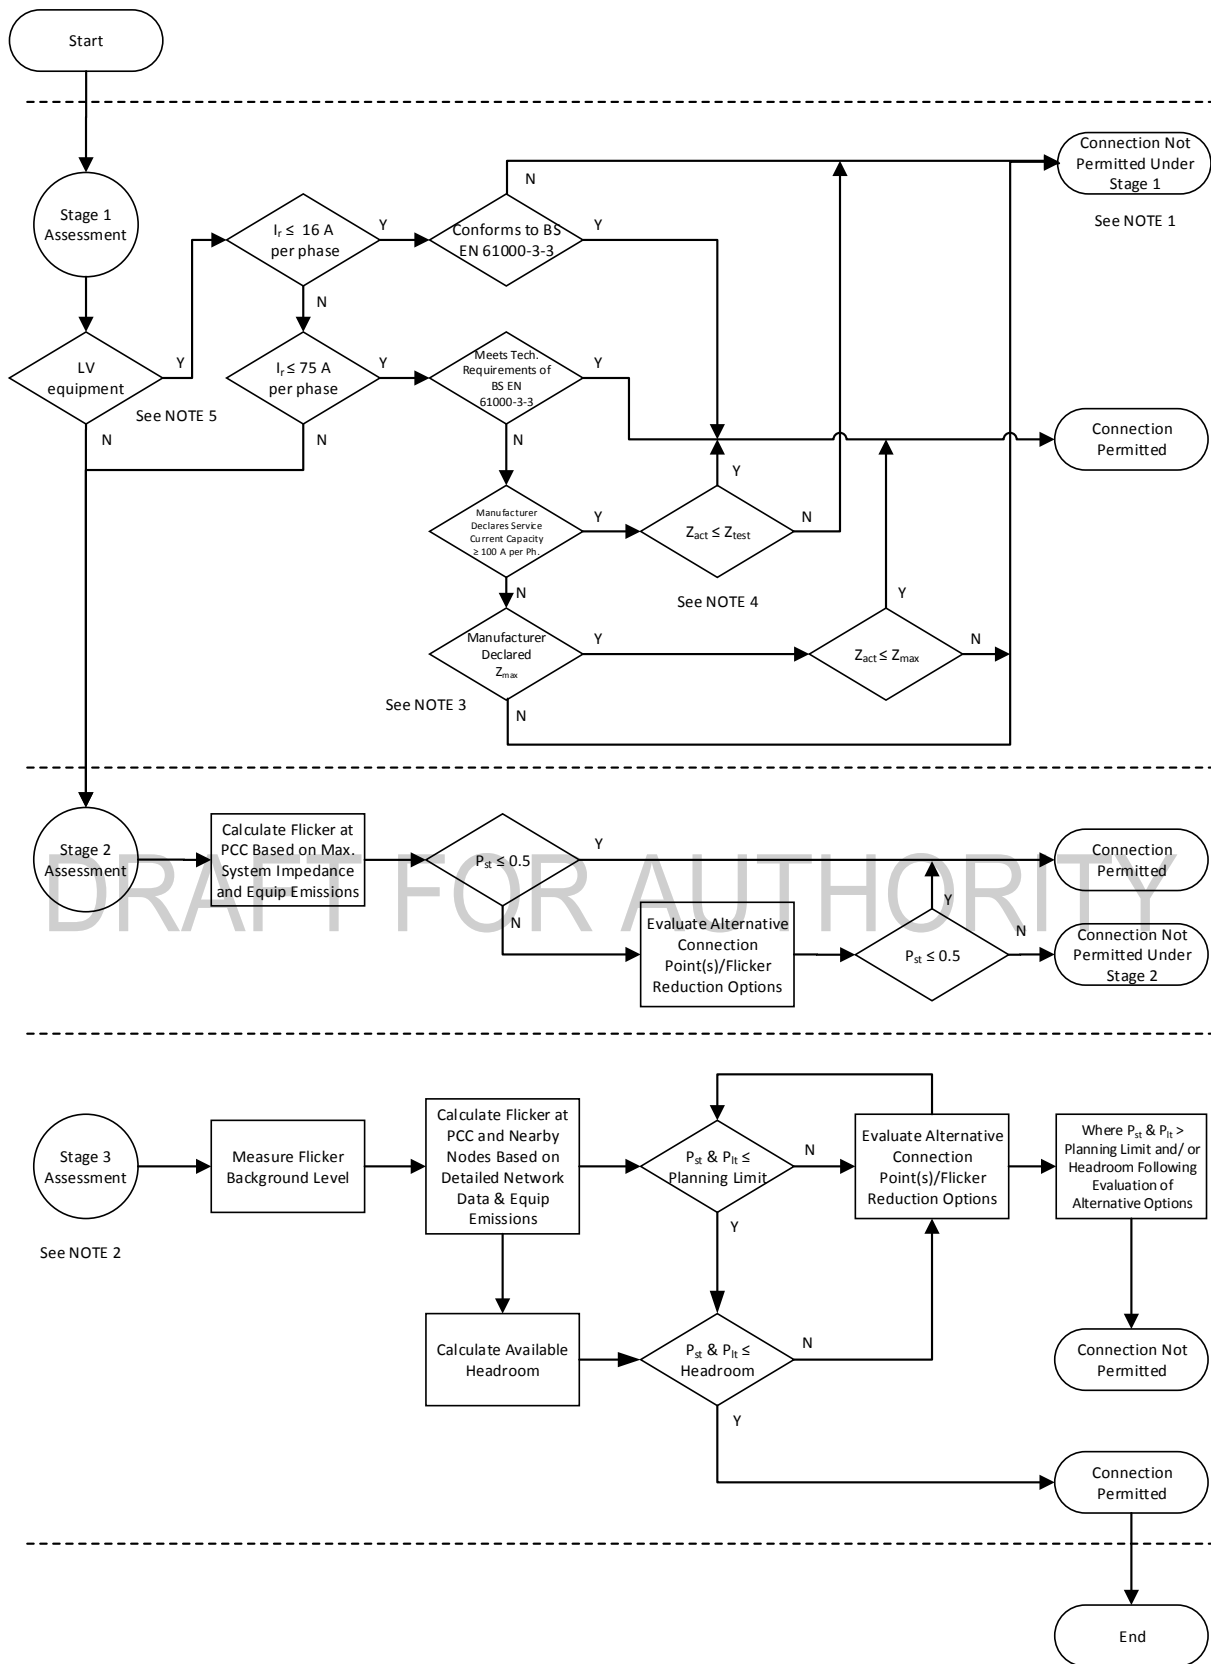 Start
Stage 1
Assessment
LV
equipment
Y
N
See NOTE 5
Iᵣ ≤ 16 A
per phase
Y
N
Iᵣ ≤ 75 A
per phase
Y
N
Conforms to BS
EN 61000-3-3
N
Y
Meets Tech.
Requirements of
BS EN
61000-3-3
Y
N
Manufacturer
Declares Service
Current Capacity
≥ 100 A per Ph.
Y
N
Zact ≤ Ztest
Y
N
See NOTE 4
Manufacturer
Declared
Zmax
Y
N
See NOTE 3
Zact ≤ Zmax
Y
N
Connection Not
Permitted Under
Stage 1
See NOTE 1
Connection
Permitted
Stage 2
Assessment
Calculate Flicker at
PCC Based on Max.
System Impedance
and Equip Emissions
Pst ≤ 0.5
Y
N
Evaluate Alternative
Connection
Point(s)/Flicker
Reduction Options
Pst ≤ 0.5
Y
N
Connection
Permitted
Connection Not
Permitted Under
Stage 2
DRAFT FOR AUTHORITY
Stage 3
Assessment
See NOTE 2
Measure Flicker
Background Level
Calculate Flicker at
PCC and Nearby
Nodes Based on
Detailed Network
Data & Equip
Emissions
Pst & Plt ≤
Planning Limit
N
Y
Evaluate Alternative
Connection
Point(s)/Flicker
Reduction Options
Where Pst & Plt >
Planning Limit and/ or
Headroom Following
Evaluation of
Alternative Options
Calculate Available
Headroom
Pst & Plt ≤
Headroom
N
Y
Connection Not
Permitted
Connection
Permitted
End